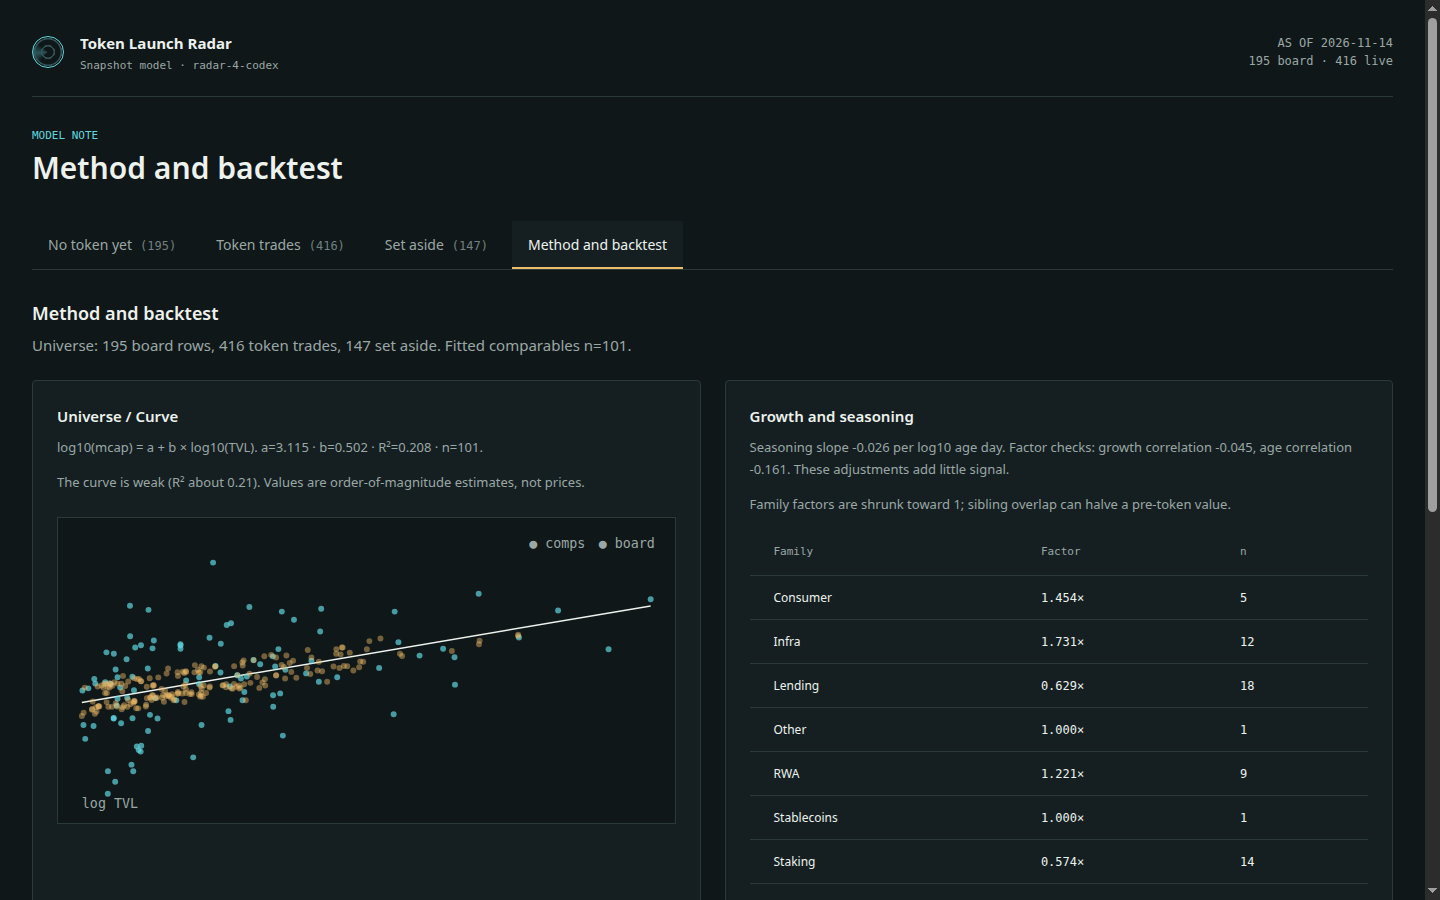 Token Launch Radar
Snapshot model · radar-4-codex
AS OF 2026-11-14
195 board · 416 live
MODEL NOTE
Method and backtest
No token yet (195)
Token trades (416)
Set aside (147)
Method and backtest
Method and backtest
Universe: 195 board rows, 416 token trades, 147 set aside. Fitted comparables n=101.
Universe / Curve
log10(mcap) = a + b × log10(TVL). a=3.115 · b=0.502 · R²=0.208 · n=101.
The curve is weak (R² about 0.21). Values are order-of-magnitude estimates, not prices.
● comps ● board
log TVL
Growth and seasoning
Seasoning slope -0.026 per log10 age day. Factor checks: growth correlation -0.045, age correlation
-0.161. These adjustments add little signal.
Family factors are shrunk toward 1; sibling overlap can halve a pre-token value.
Family Factor n
Consumer 1.454× 5
Infra 1.731× 12
Lending 0.629× 18
Other 1.000× 1
RWA 1.221× 9
Stablecoins 1.000× 1
Staking 0.574× 14